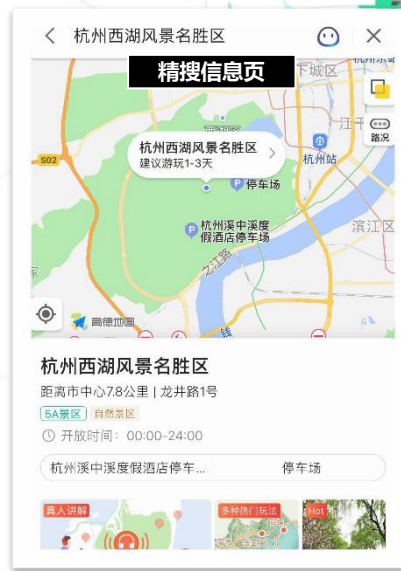 杭州西湖风景名胜区
精搜信息页
下城区
江干
路况
S02
杭州西湖风景名胜区
建议游玩1-3天
杭州站
停车场
杭州溪中溪度
假酒店停车场
滨江区
之江路
钱
高德地图
杭州西湖风景名胜区
距离市中心7.8公里 | 龙井路1号
5A景区 自然景区
开放时间：00:00-24:00
杭州溪中溪度假酒店停车... 停车场
真人讲解 多种热门玩法 Hot